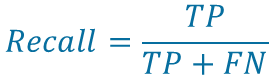 Recall = TP / TP + FN